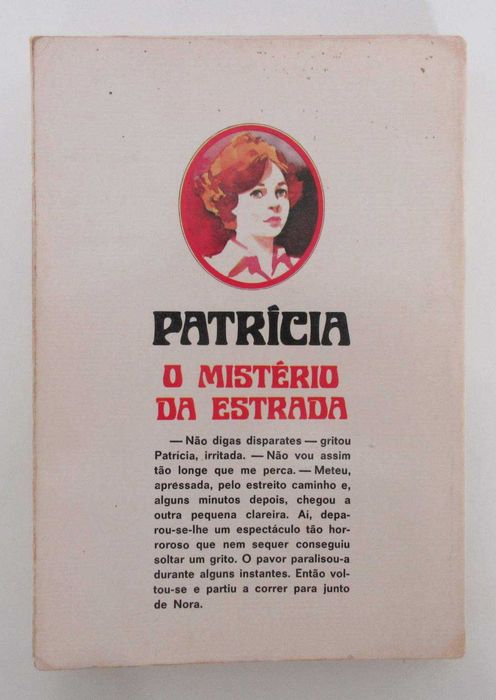 PATRÍCIA
O MISTÉRIO
DA ESTRADA
— Não digas disparates — gritou
Patrícia, irritada. — Não vou assim
tão longe que me perca. — Meteu,
apressada, pelo estreito caminho e,
alguns minutos depois, chegou a
outra pequena clareira. Aí, depa-
rou-se-lhe um espectáculo tão hor-
roroso que nem sequer conseguiu
soltar um grito. O pavor paralisou-a
durante alguns instantes. Então vol-
tou-se e partiu a correr para junto
de Nora.